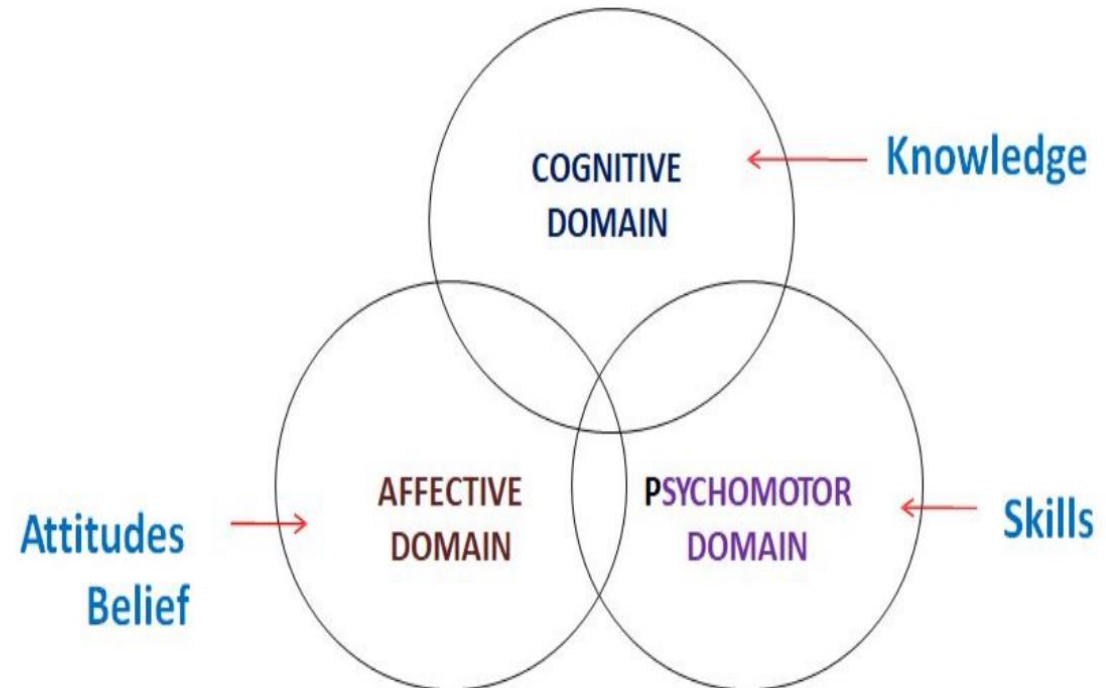 COGNITIVE
DOMAIN
Knowledge
AFFECTIVE
DOMAIN
PSYCHOMOTOR
DOMAIN
Attitudes
Belief
Skills